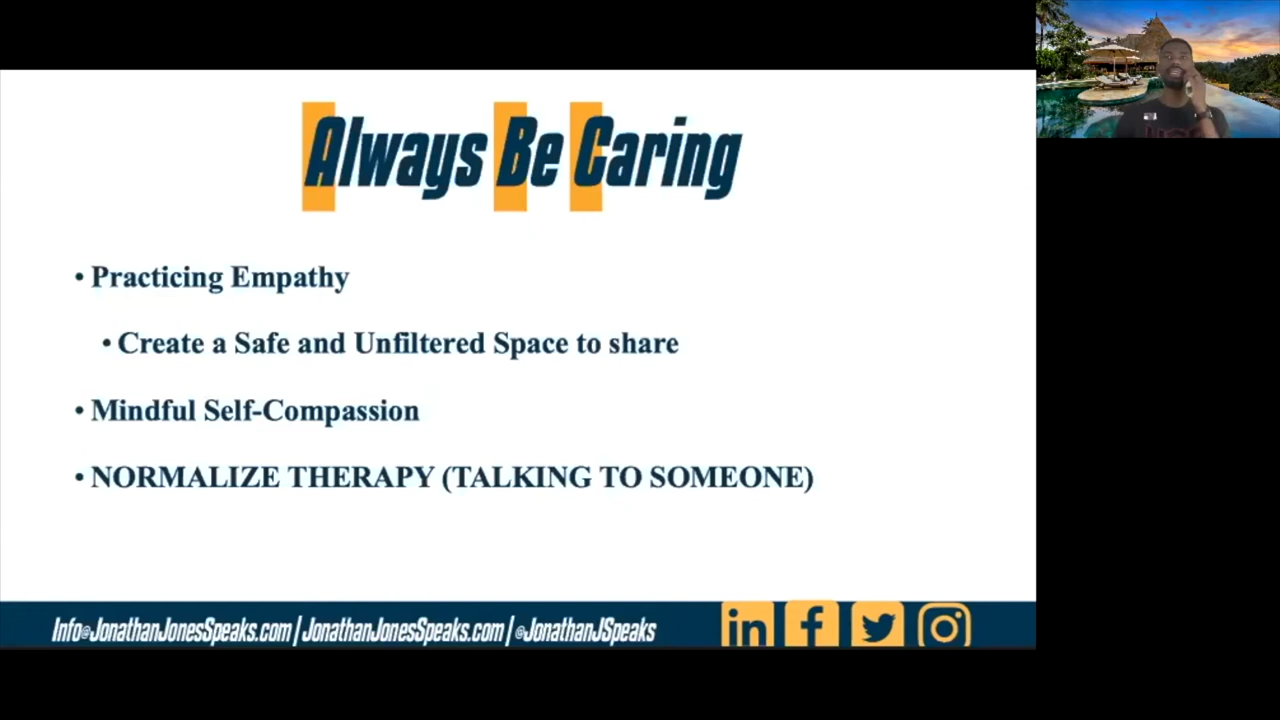 Always Be Caring
• Practicing Empathy
• Create a Safe and Unfiltered Space to share
• Mindful Self-Compassion
• NORMALIZE THERAPY (TALKING TO SOMEONE)
Info@JonathanJonesSpeaks.com | JonathanJonesSpeaks.com | @JonathanJSpeaks